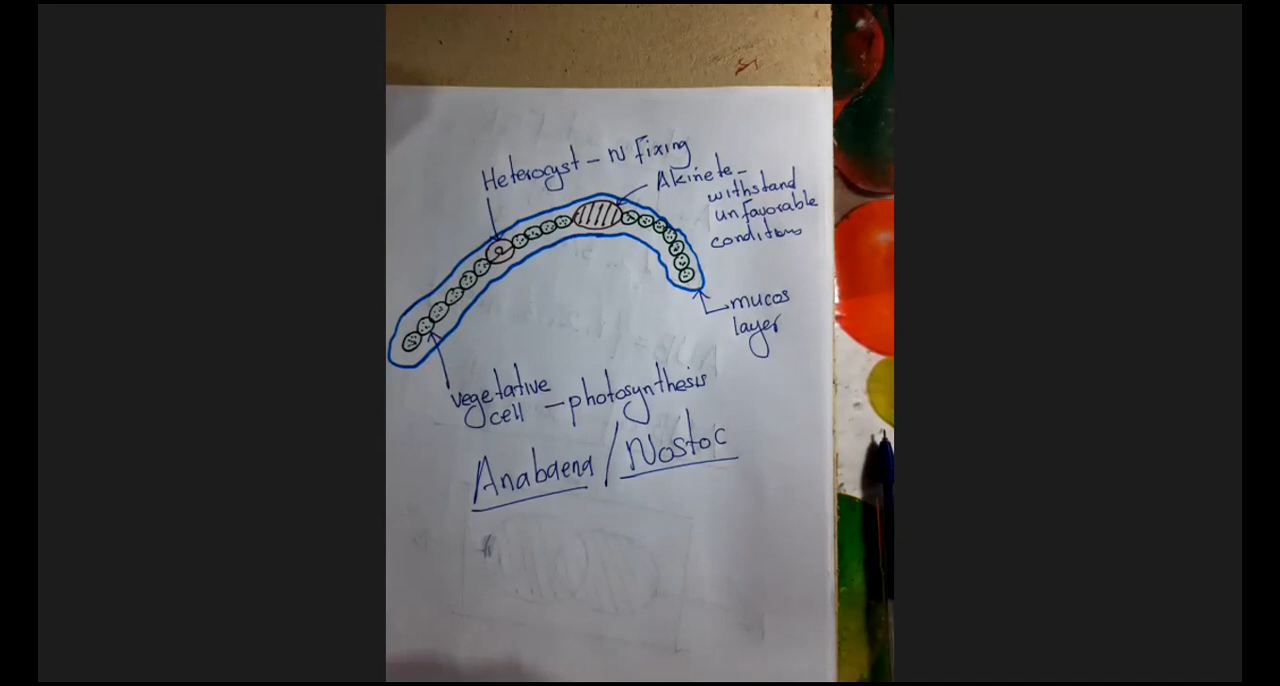 Heterocyst - N fixing
Akinete -
withstand
unfavorable
conditions
mucos
layer
vegetative
cell - photosynthesis
Anabaena / Nostoc